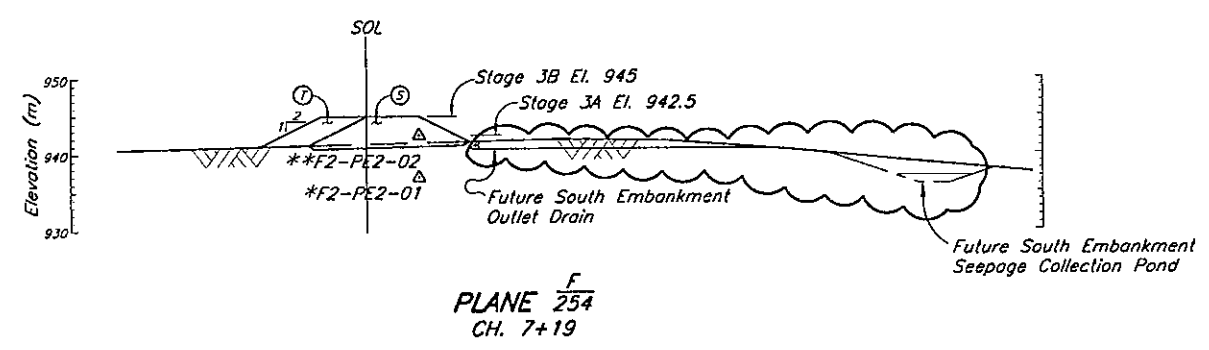 SOL
950
Stage 3B El. 945
T
S
Stage 3A El. 942.5
2
1
940
**F2-PE2-02
*F2-PE2-01
Future South Embankment
Outlet Drain
930
Elevation (m)
Future South Embankment
Seepage Collection Pond
PLANE F
254
CH. 7+19